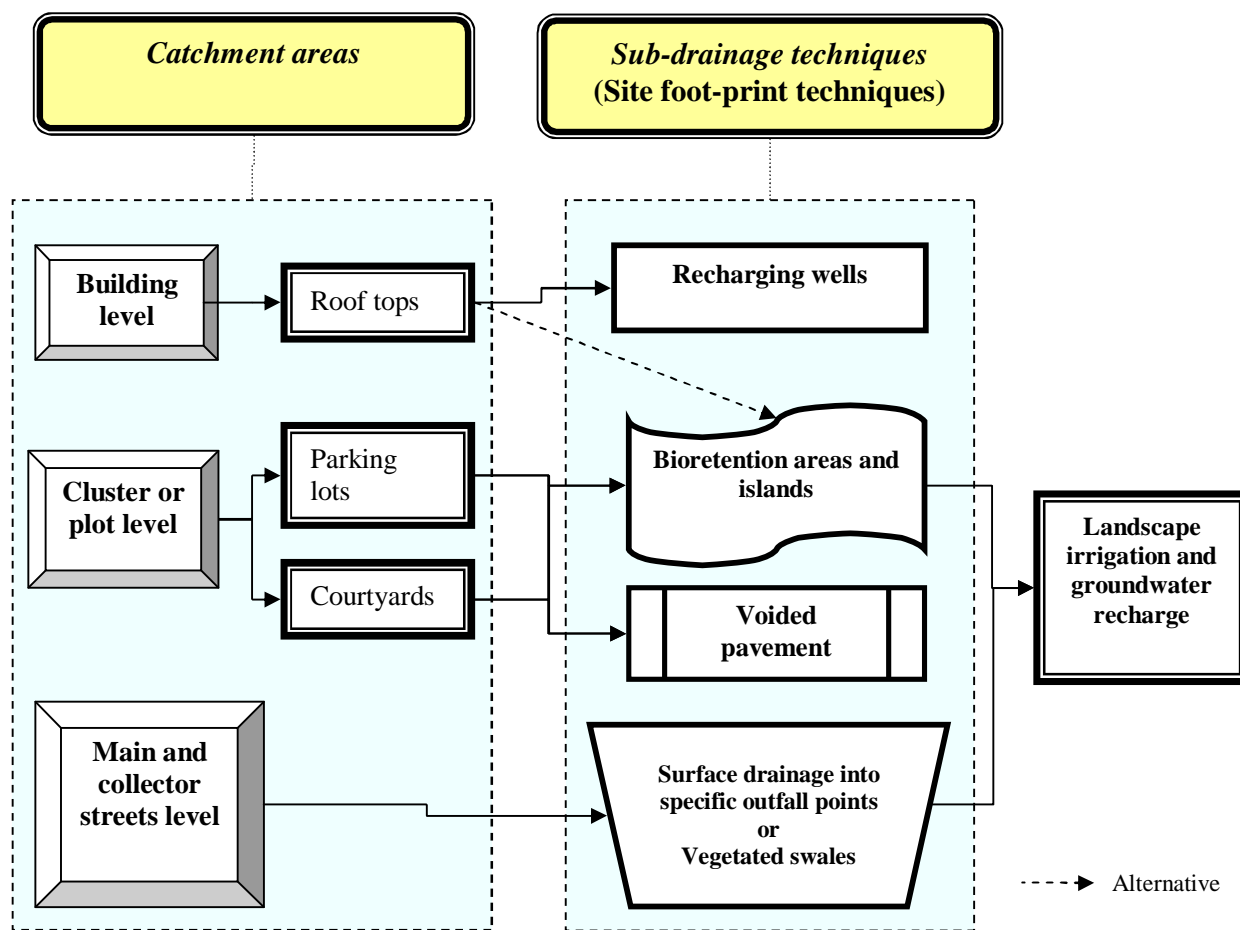 Catchment areas
Sub-drainage techniques
(Site foot-print techniques)
Building
level
Roof tops
Recharging wells
Cluster or
plot level
Parking
lots
Courtyards
Bioretention areas and
islands
Voided
pavement
Landscape
irrigation and
groundwater
recharge
Main and
collector
streets level
Surface drainage into
specific outfall points
or
Vegetated swales
Alternative